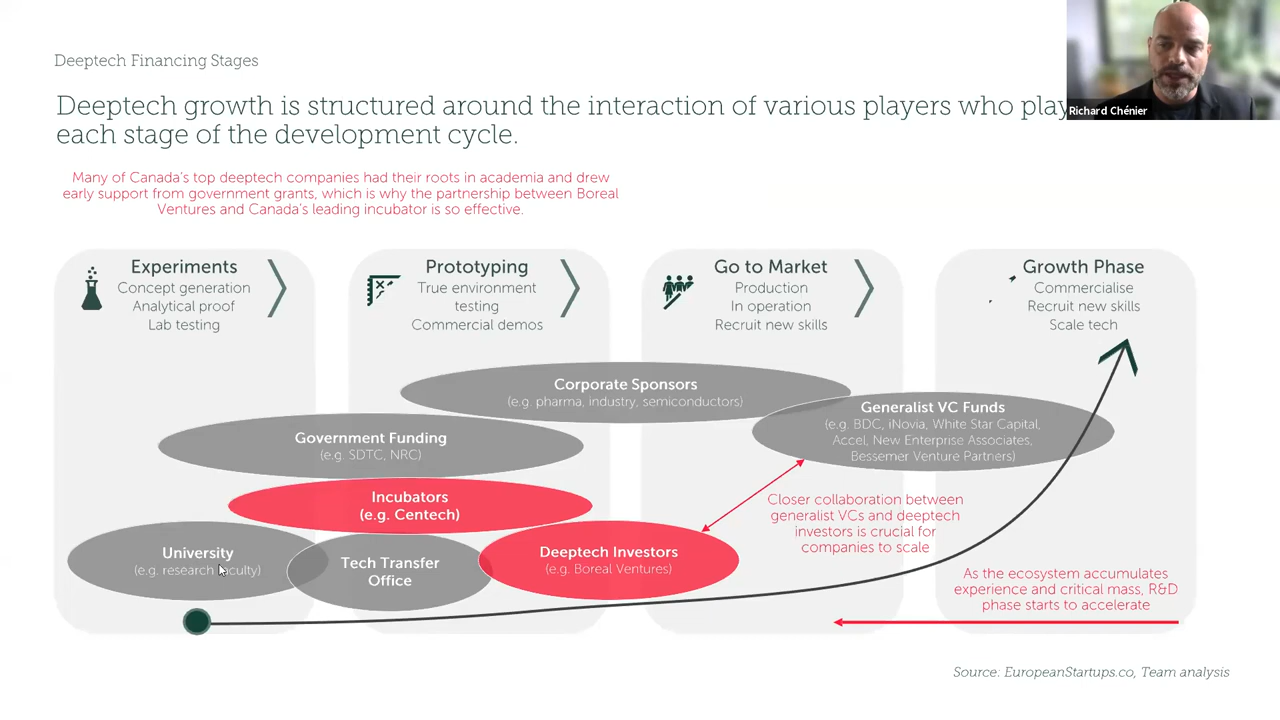 Deeptech Financing Stages
Deeptech growth is structured around the interaction of various players who play
each stage of the development cycle.
Richard Chénier
Many of Canada's top deeptech companies had their roots in academia and drew
early support from government grants, which is why the partnership between Boreal
Ventures and Canada's leading incubator is so effective.
Experiments
Concept generation
Analytical proof
Lab testing
Prototyping
True environment
testing
Commercial demos
Go to Market
Production
In operation
Recruit new skills
Growth Phase
Commercialise
Recruit new skills
Scale tech
Corporate Sponsors
(e.g. pharma, industry, semiconductors)
Generalist VC Funds
(e.g. BDC, iNovia, White Star Capital,
Accel, New Enterprise Associates,
Bessemer Venture Partners)
Government Funding
(e.g. SDTC, NRC)
Incubators
(e.g. Centech)
University
(e.g. research faculty)
Tech Transfer
Office
Deeptech Investors
(e.g. Boreal Ventures)
Closer collaboration between
generalist VCs and deeptech
investors is crucial for
companies to scale
As the ecosystem accumulates
experience and critical mass, R&D
phase starts to accelerate
Source: EuropeanStartups.co, Team analysis